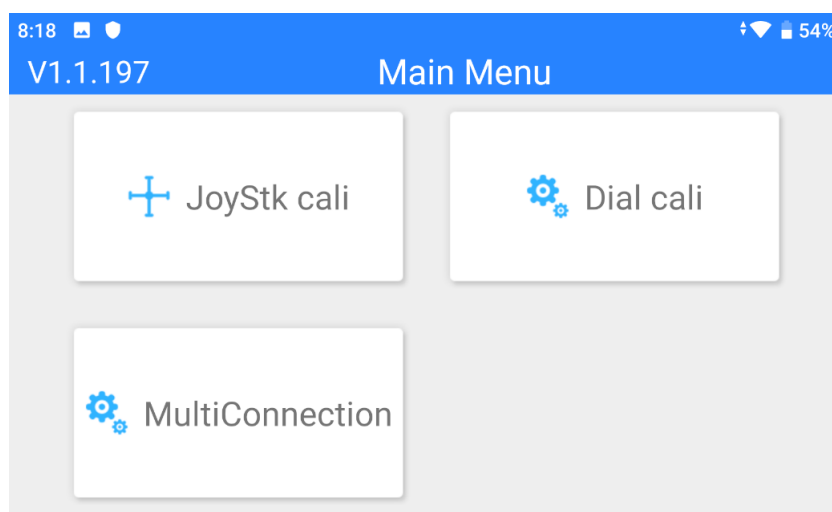 8:18 54%
V1.1.197 Main Menu
JoyStk cali Dial cali
MultiConnection